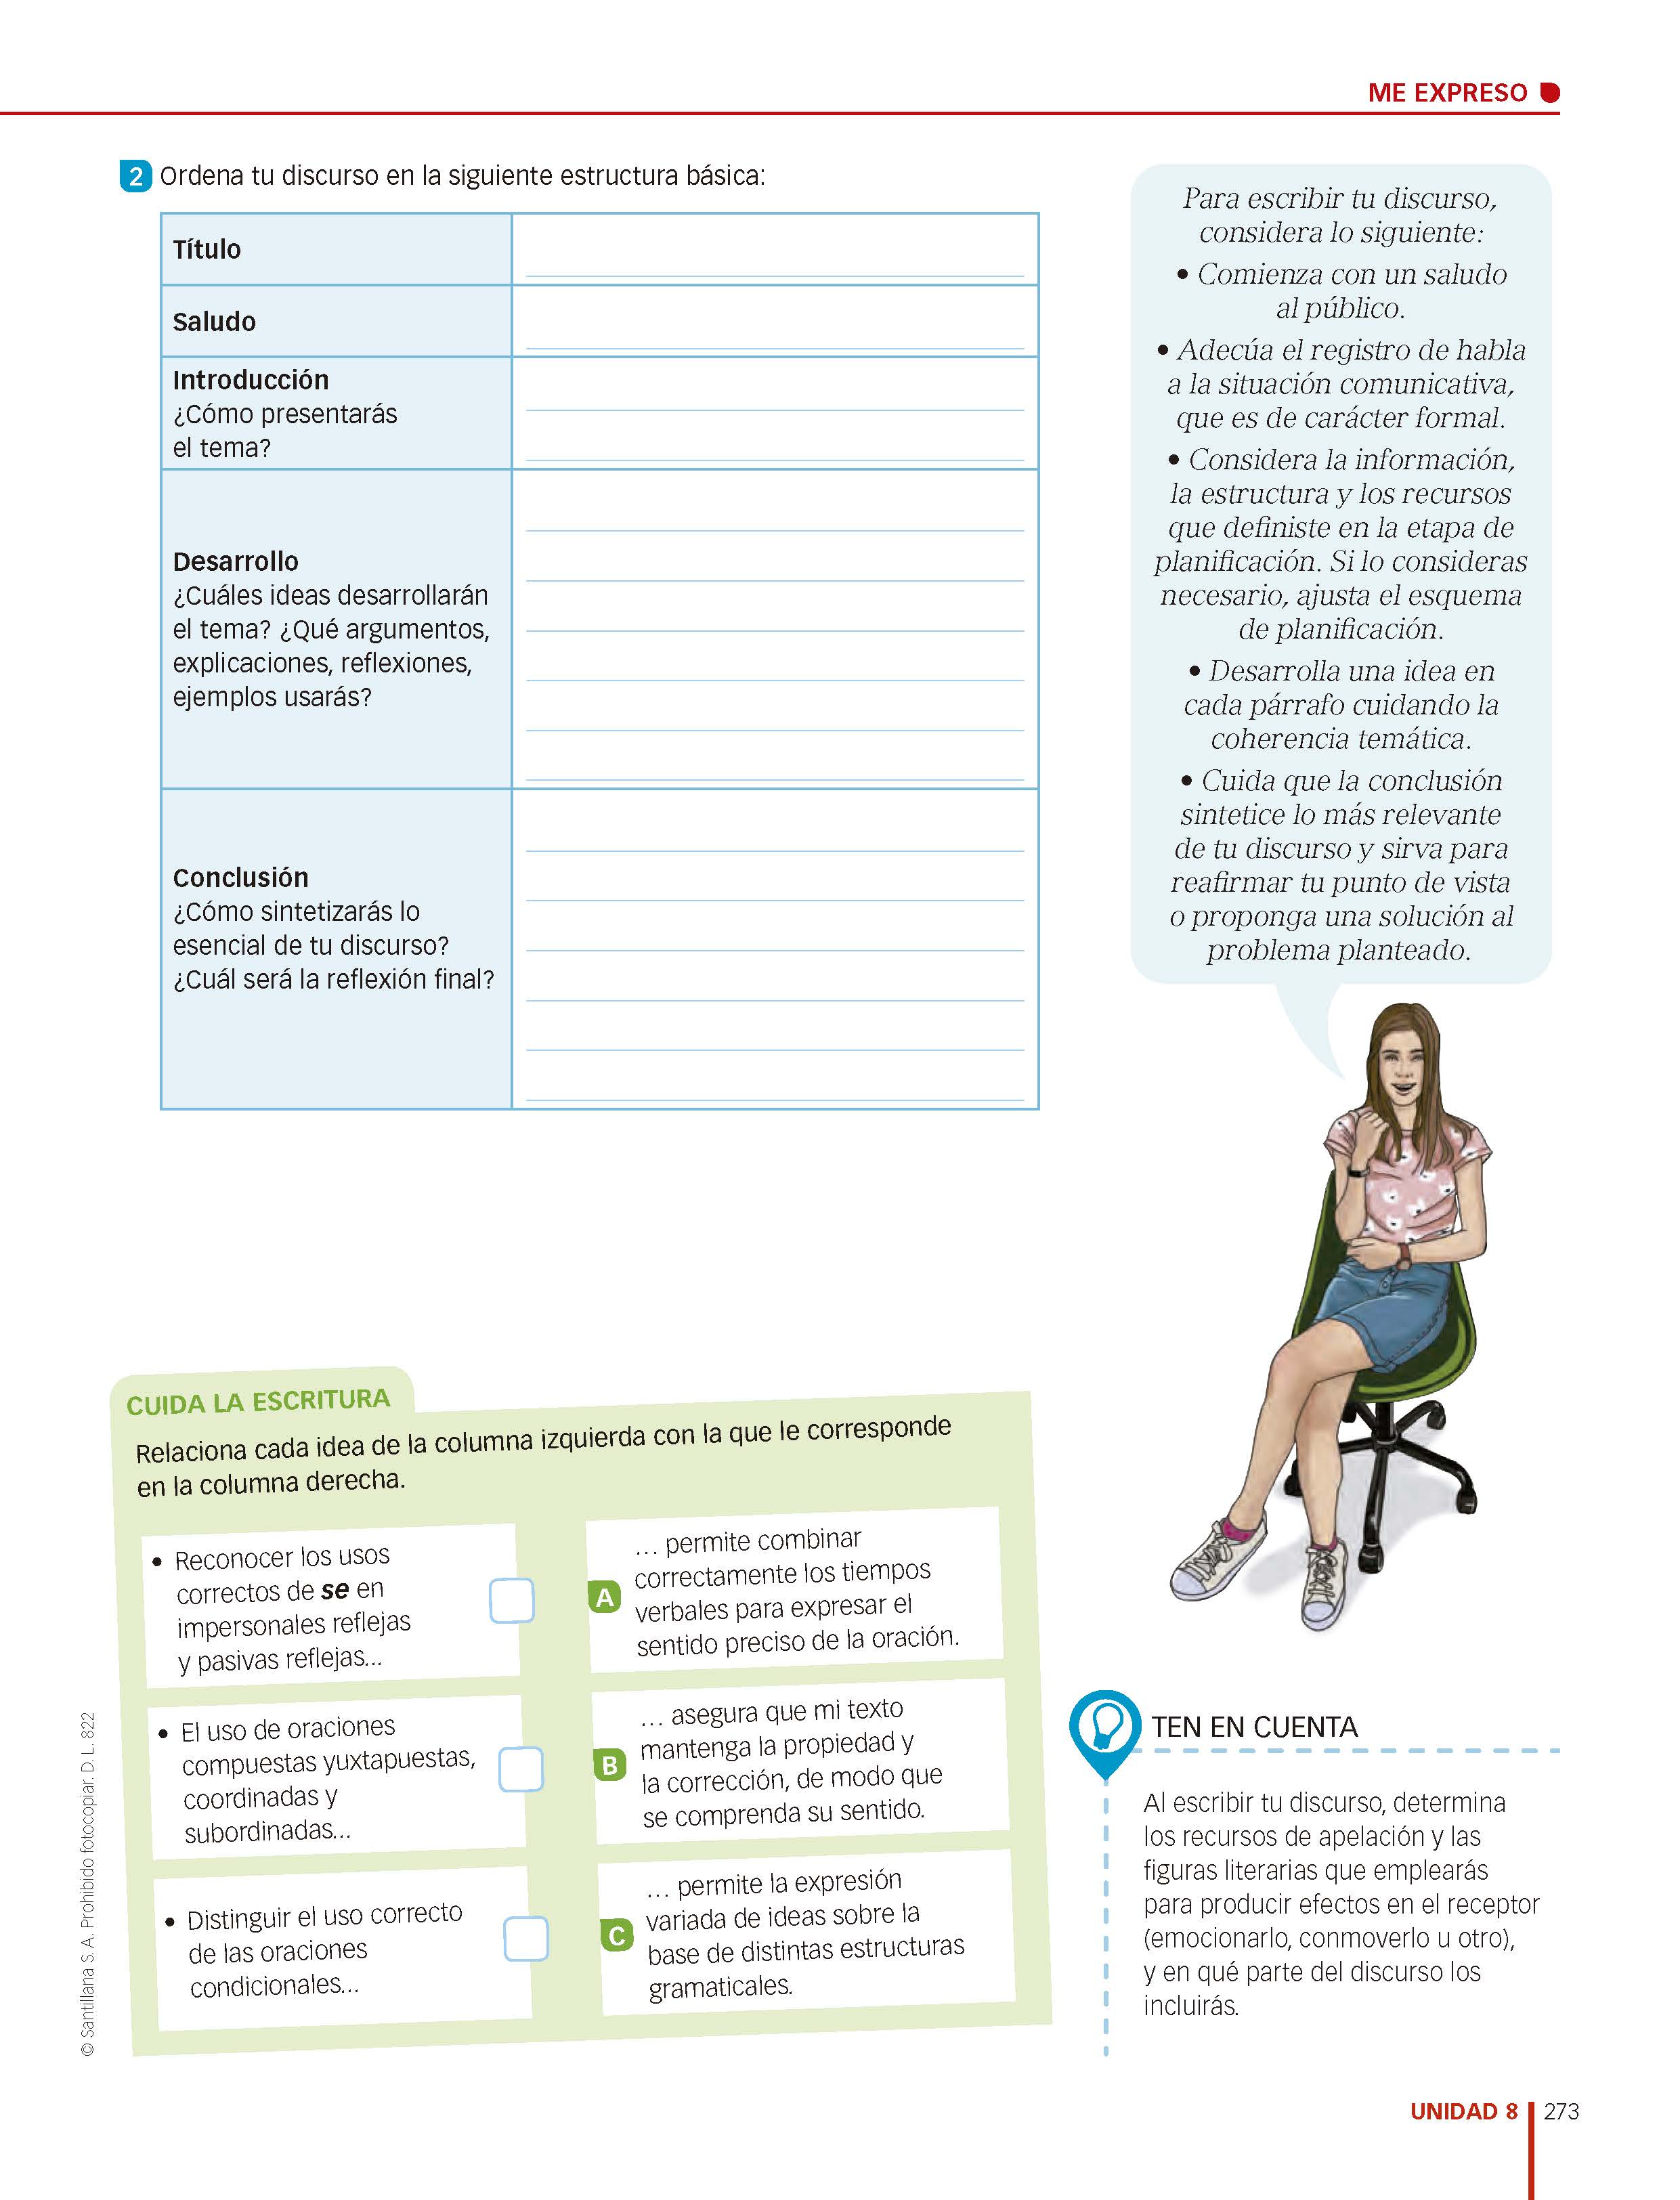 ME EXPRESO
2 Ordena tu discurso en la siguiente estructura básica:
Título
Saludo
Introducción
¿Cómo presentarás
el tema?
Desarrollo
¿Cuáles ideas desarrollarán
el tema? ¿Qué argumentos,
explicaciones, reflexiones,
ejemplos usarás?
Conclusión
¿Cómo sintetizarás lo
esencial de tu discurso?
¿Cuál será la reflexión final?
Para escribir tu discurso,
considera lo siguiente:
• Comienza con un saludo
al público.
• Adecúa el registro de habla
a la situación comunicativa,
que es de carácter formal.
• Considera la información,
la estructura y los recursos
que definiste en la etapa de
planificación. Si lo consideras
necesario, ajusta el esquema
de planificación.
• Desarrolla una idea en
cada párrafo cuidando la
coherencia temática.
• Cuida que la conclusión
sintetice lo más relevante
de tu discurso y sirva para
reafirmar tu punto de vista
o proponga una solución al
problema planteado.
CUIDA LA ESCRITURA
Relaciona cada idea de la columna izquierda con la que le corresponde
en la columna derecha.
• Reconocer los usos
correctos de se en
impersonales reflejas
y pasivas reflejas...
• El uso de oraciones
compuestas yuxtapuestas,
coordinadas y
subordinadas...
• Distinguir el uso correcto
de las oraciones
condicionales...
A
... permite combinar
correctamente los tiempos
verbales para expresar el
sentido preciso de la oración.
B
... asegura que mi texto
mantenga la propiedad y
la corrección, de modo que
se comprenda su sentido.
C
... permite la expresión
variada de ideas sobre la
base de distintas estructuras
gramaticales.
TEN EN CUENTA
Al escribir tu discurso, determina
los recursos de apelación y las
figuras literarias que emplearás
para producir efectos en el receptor
(emocionarlo, conmoverlo u otro),
y en qué parte del discurso los
incluirás.
© Santillana S. A. Prohibido fotocopiar. D. L. 822
UNIDAD 8 273